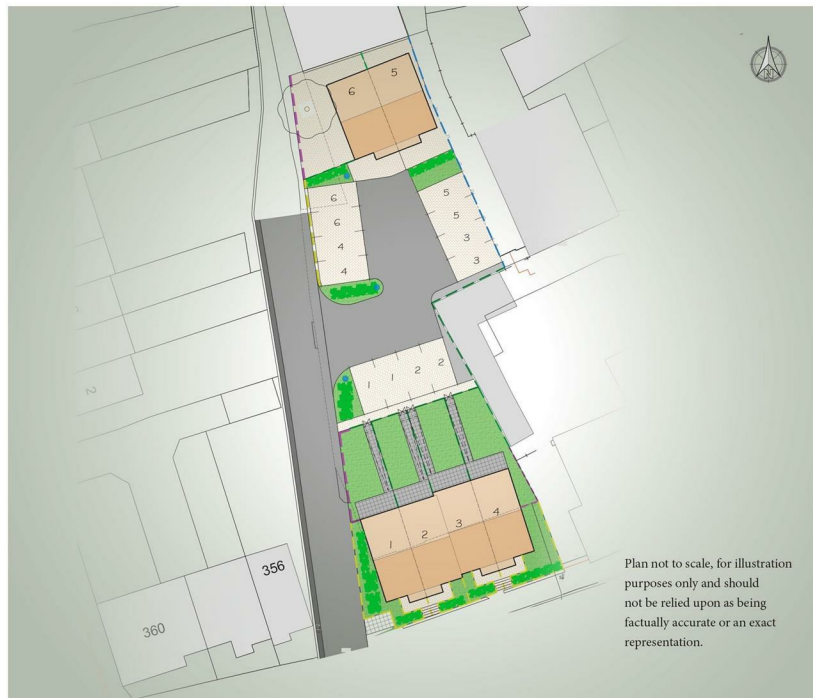 5
6
6
6
4
4
5
5
3
3
1 1 2 2
2
1 2 3 4
356
360
Plan not to scale, for illustration
purposes only and should
not be relied upon as being
factually accurate or an exact
representation.